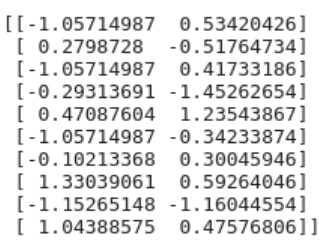 [[-1.05714987  0.53420426]
 [ 0.2798728  -0.51764734]
 [-1.05714987  0.41733186]
 [-0.29313691 -1.45262654]
 [ 0.47087604  1.23543867]
 [-1.05714987 -0.34233874]
 [-0.10213368  0.30045946]
 [ 1.33039061  0.59264046]
 [-1.15265148 -1.16044554]
 [ 1.04388575  0.47576806]]